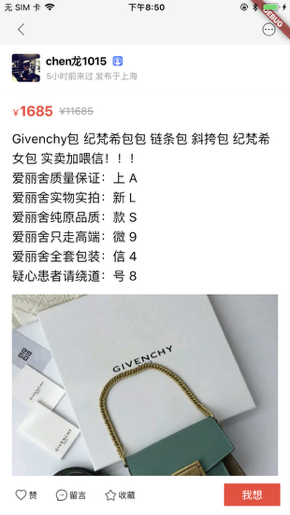 无 SIM 卡
下午8:50
DEBUG
chen龙1015
5小时前来过 发布于上海
¥1685 ¥11685
Givenchy包 纪梵希包包 链条包 斜挎包 纪梵希
女包 实卖加喂信！！！
爱丽舍质量保证：上 A
爱丽舍实物实拍：新 L
爱丽舍纯原品质：款 S
爱丽舍只走高端：微 9
爱丽舍全套包装：信 4
疑心患者请绕道：号 8
GIVENCHY
赞 留言 收藏 我想